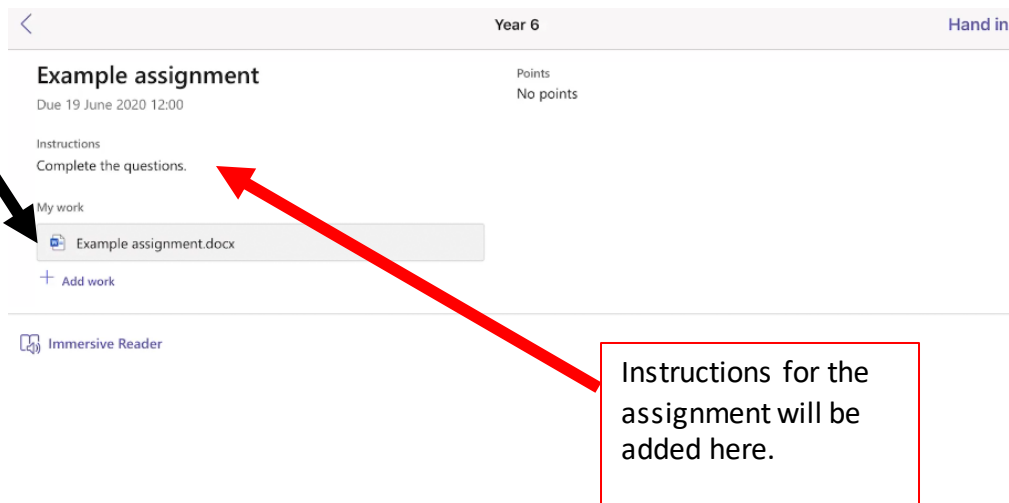 Year 6
Hand in
Example assignment
Due 19 June 2020 12:00
Points
No points
Instructions
Complete the questions.
My work
Example assignment.docx
+ Add work
Immersive Reader
Instructions for the
assignment will be
added here.